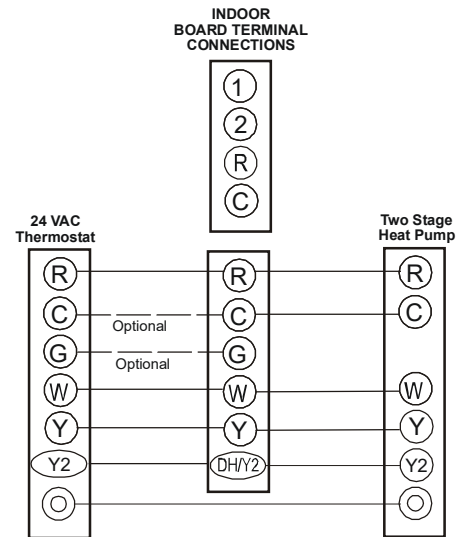 INDOOR
BOARD TERMINAL
CONNECTIONS
1
2
R
C
24 VAC
Thermostat
Two Stage
Heat Pump
R R R
C Optional C C
G Optional G
W W W
Y Y Y
Y2 DH/Y2 Y2
O O